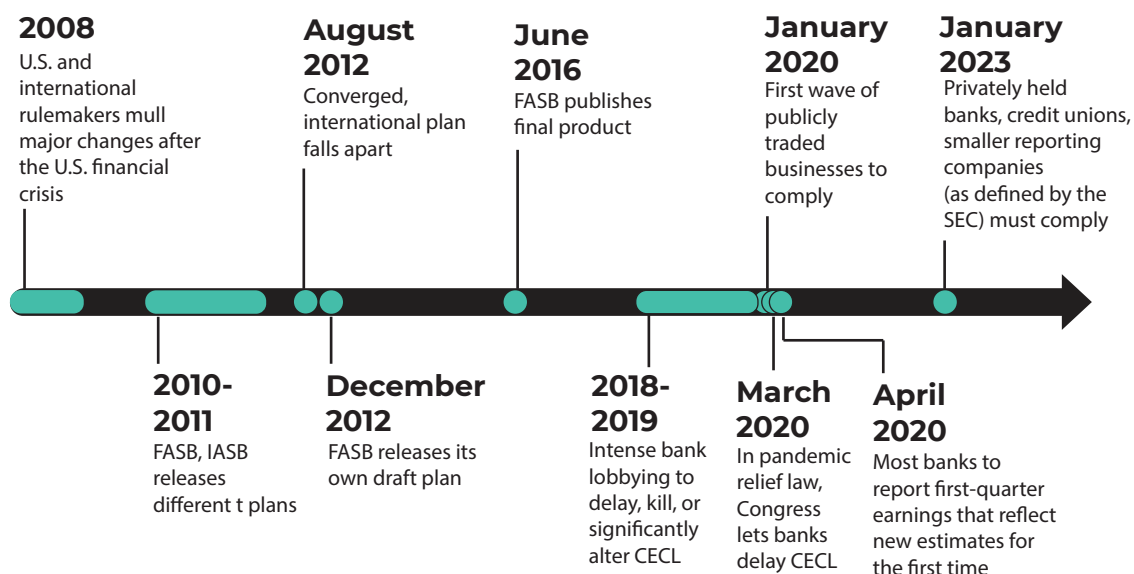 2008
U.S. and
international
rulemakers mull
major changes after
the U.S. financial
crisis
August
2012
Converged,
international plan
falls apart
June
2016
FASB publishes
final product
January
2020
First wave of
publicly
traded
businesses to
comply
January
2023
Privately held
banks, credit unions,
smaller reporting
companies
(as defined by the
SEC) must comply
2010-
2011
FASB, IASB
releases
different t plans
December
2012
FASB releases its
own draft plan
2018-
2019
Intense bank
lobbying to
delay, kill, or
significantly
alter CECL
March
2020
In pandemic
relief law,
Congress
lets banks
delay CECL
April
2020
Most banks to
report first-quarter
earnings that reflect
new estimates for
the first time